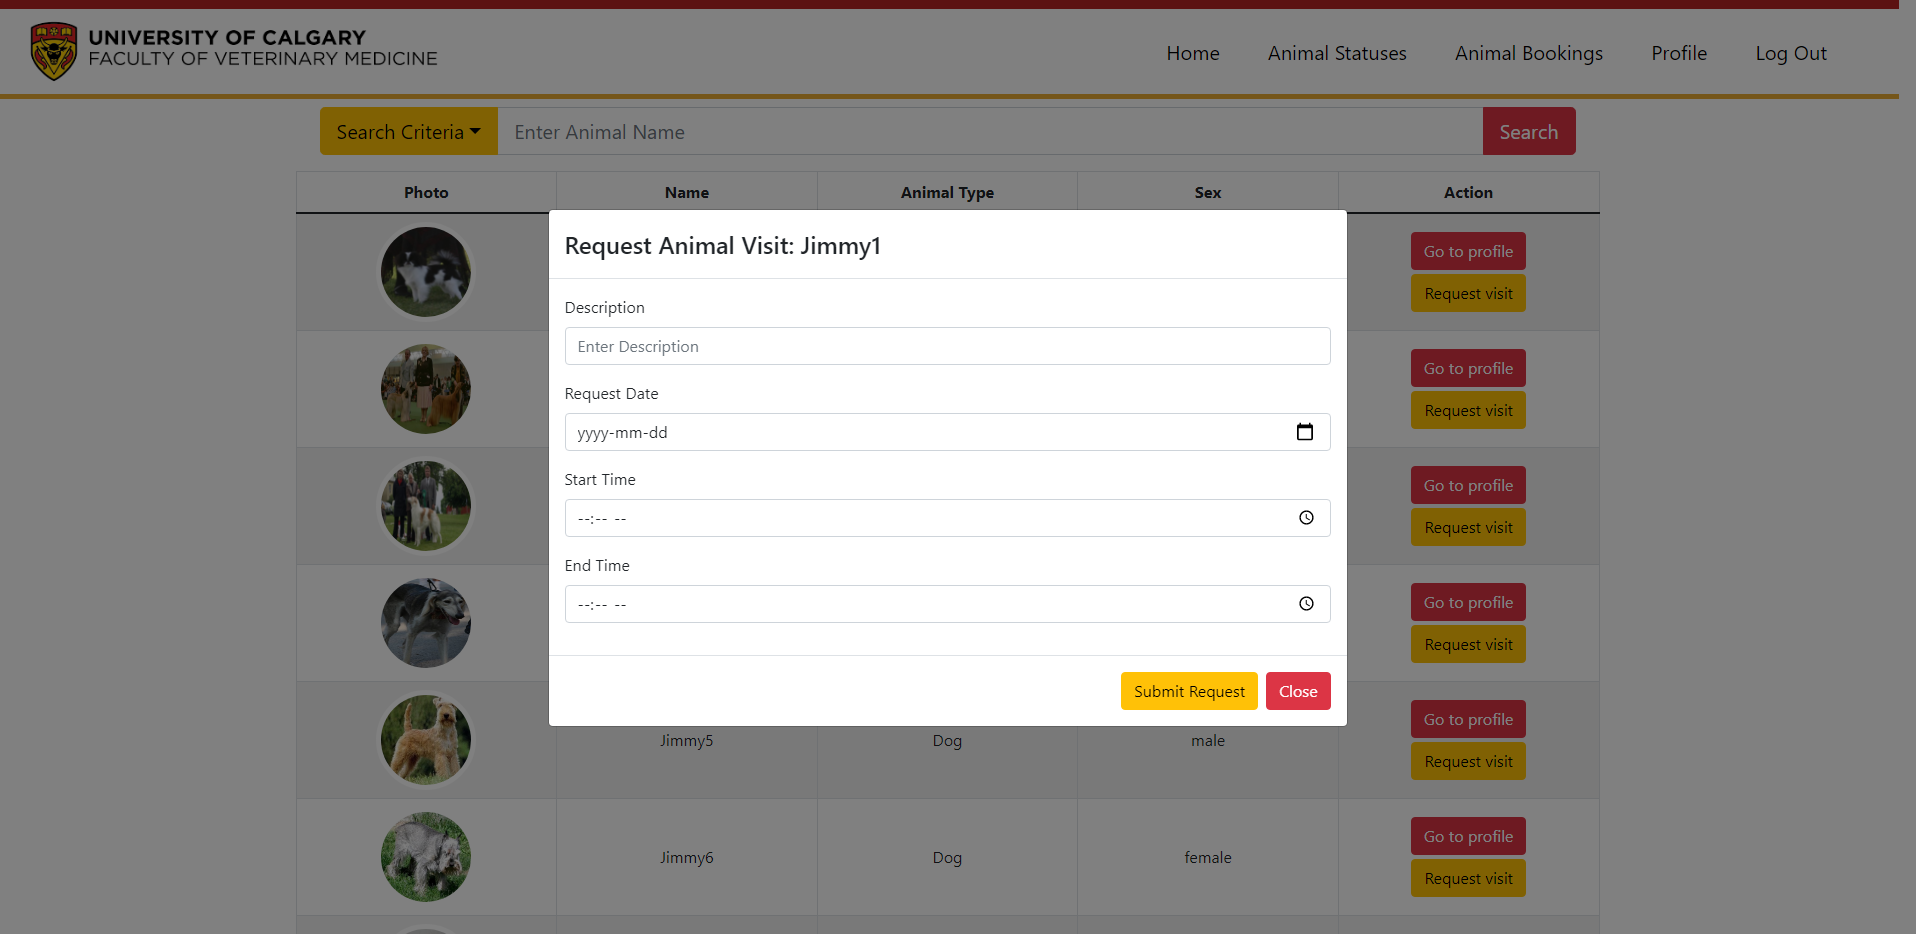 UNIVERSITY OF CALGARY
FACULTY OF VETERINARY MEDICINE
Home Animal Statuses Animal Bookings Profile Log Out
Search Criteria Enter Animal Name Search
Photo Name Animal Type Sex Action
Request Animal Visit: Jimmy1
Description
Enter Description
Request Date
yyyy-mm-dd
Start Time
--:-- --
End Time
--:-- --
Submit Request Close
Go to profile
Request visit
Go to profile
Request visit
Go to profile
Request visit
Go to profile
Request visit
Jimmy5 Dog male
Go to profile
Request visit
Jimmy6 Dog female
Go to profile
Request visit